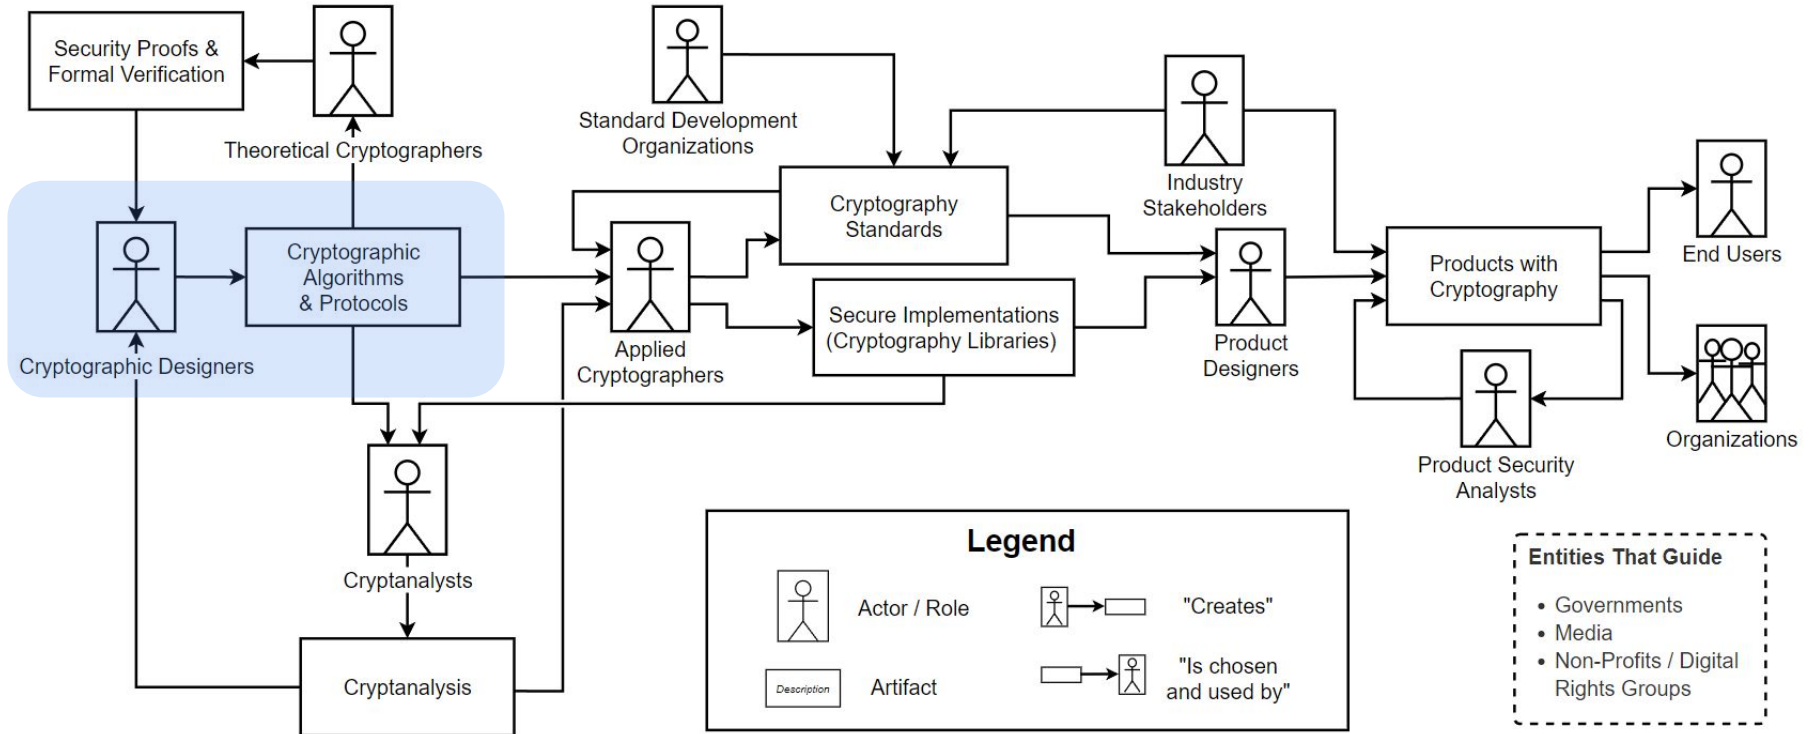 Security Proofs &
Formal Verification
Theoretical Cryptographers
Standard Development
Organizations
Industry
Stakeholders
Cryptography
Standards
Cryptographic
Algorithms
& Protocols
Cryptographic Designers
Applied
Cryptographers
Secure Implementations
(Cryptography Libraries)
Product
Designers
Products with
Cryptography
End Users
Organizations
Product Security
Analysts
Cryptanalysts
Cryptanalysis
Legend
Actor / Role
"Creates"
Description
Artifact
"Is chosen
and used by"
Entities That Guide
• Governments
• Media
• Non-Profits / Digital
Rights Groups